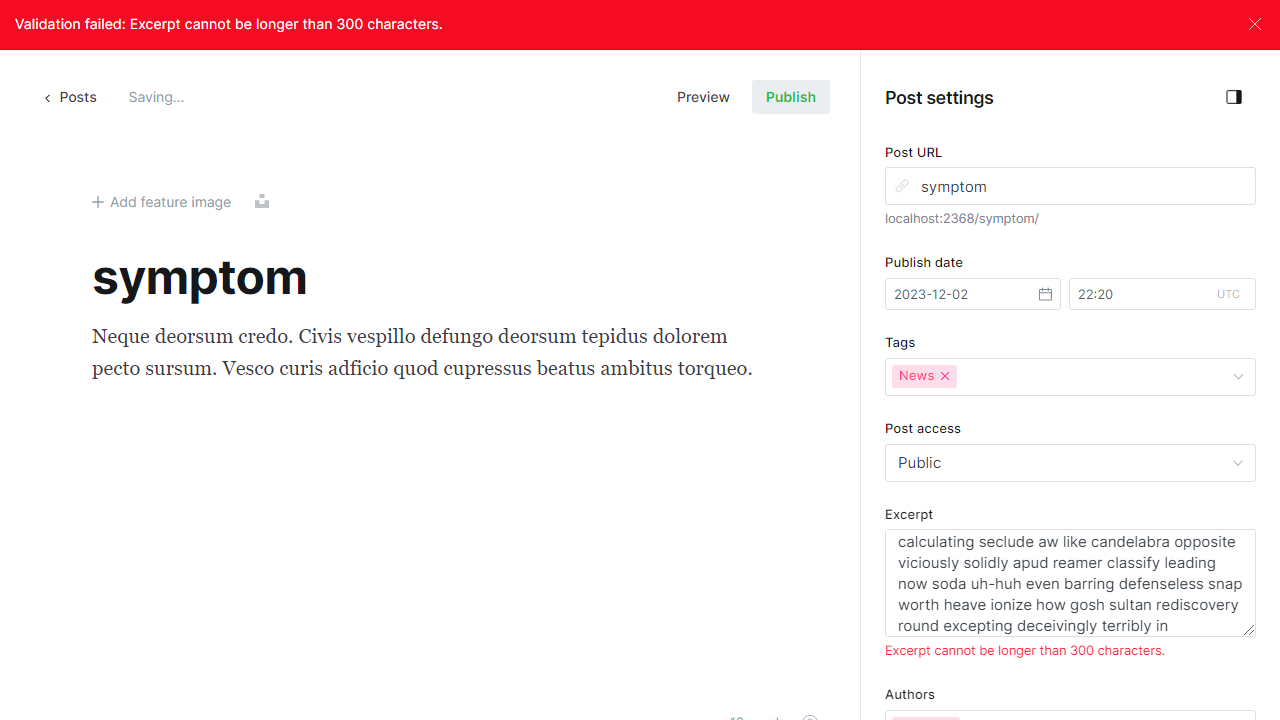 Validation failed: Excerpt cannot be longer than 300 characters.
Posts
Saving...
Preview
Publish
Add feature image
symptom
Neque deorsum credo. Civis vespillo defungo deorsum tepidus dolorem
pecto sursum. Vesco curis adficio quod cupressus beatus ambitus torqueo.
Post settings
Post URL
symptom
localhost:2368/symptom/
Publish date
2023-12-02
22:20
UTC
Tags
News
Post access
Public
Excerpt
calculating seclude aw like candelabra opposite
viciously solidly apud reamer classify leading
now soda uh-huh even barring defenseless snap
worth heave ionize how gosh sultan rediscovery
round excepting deceivingly terribly in
Excerpt cannot be longer than 300 characters.
Authors